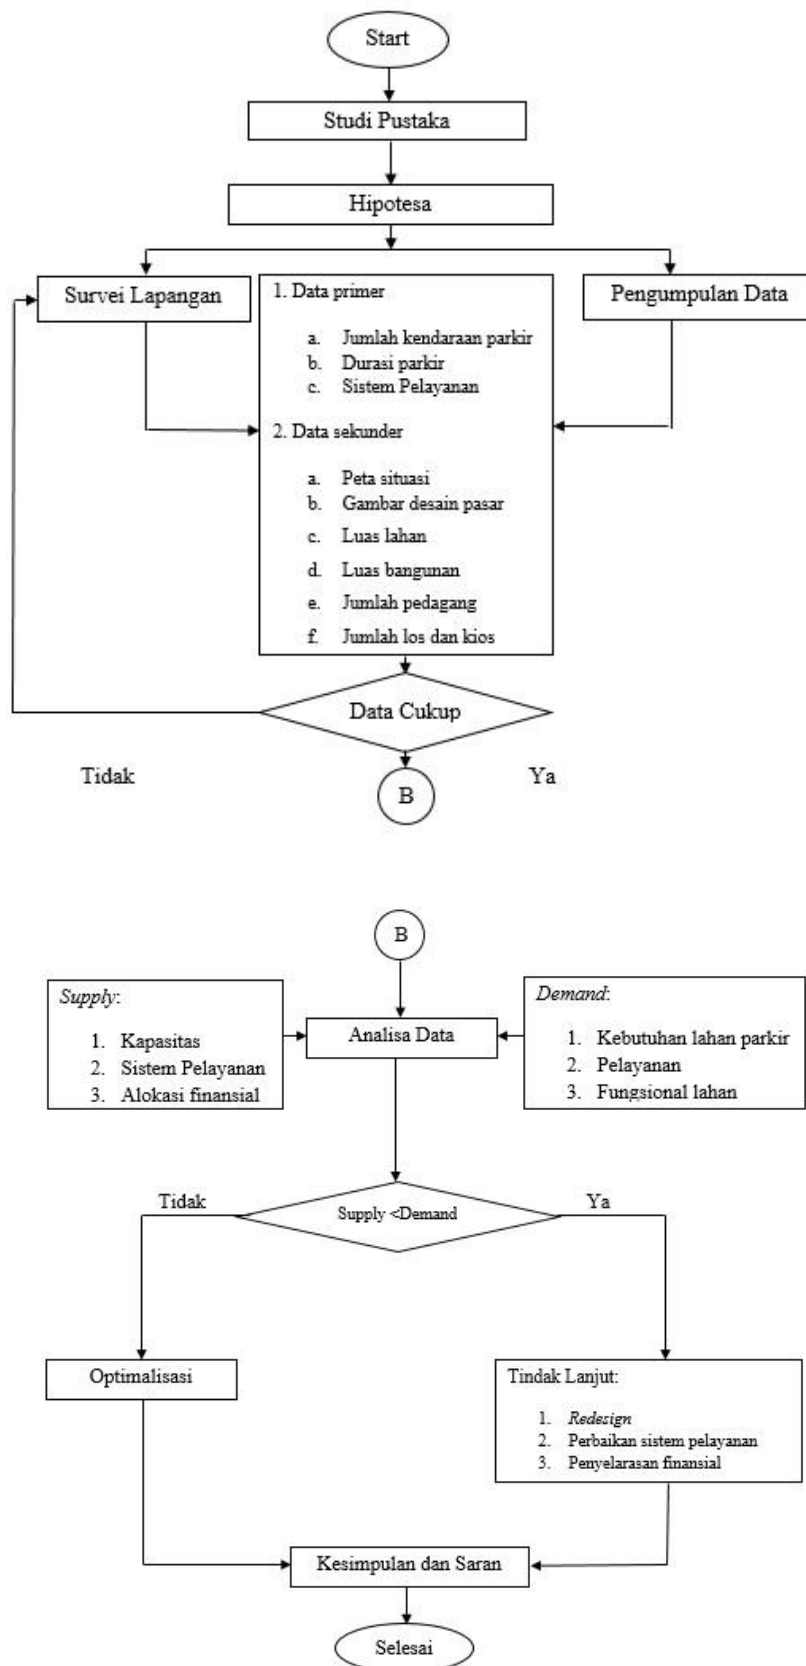 Start
Studi Pustaka
Hipotesa
Survei Lapangan
1. Data primer
a. Jumlah kendaraan parkir
b. Durasi parkir
c. Sistem Pelayanan
2. Data sekunder
a. Peta situasi
b. Gambar desain pasar
c. Luas lahan
d. Luas bangunan
e. Jumlah pedagang
f. Jumlah los dan kios
Pengumpulan Data
Data Cukup
Tidak
Ya
B
B
Supply:
1. Kapasitas
2. Sistem Pelayanan
3. Alokasi finansial
Analisa Data
Demand:
1. Kebutuhan lahan parkir
2. Pelayanan
3. Fungsional lahan
Tidak
Supply <Demand
Ya
Optimalisasi
Tindak Lanjut:
1. Redesign
2. Perbaikan sistem pelayanan
3. Penyelarasan finansial
Kesimpulan dan Saran
Selesai